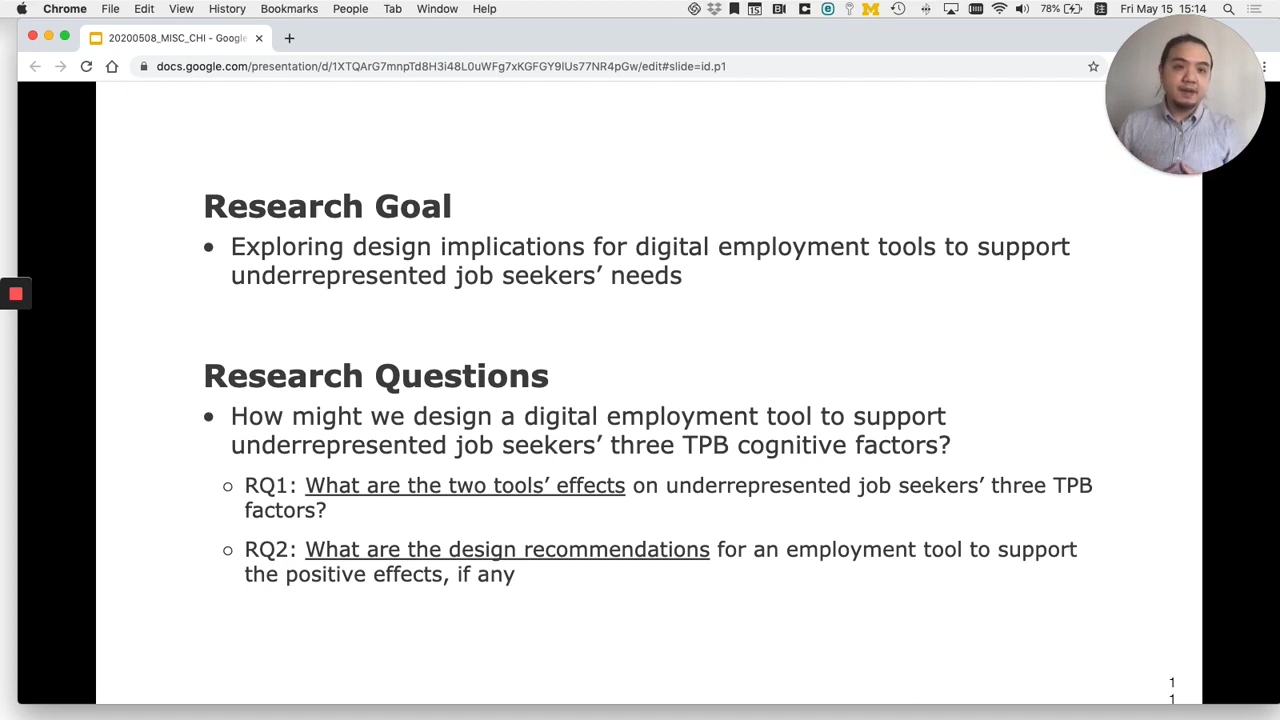 Chrome File Edit View History Bookmarks People Tab Window Help 15 78% Fri May 15 15:14
20200508_MISC_CHI - Google
docs.google.com/presentation/d/1XTQArG7mnpTd8H3i48L0uWFg7xKGFGY9lUs77NR4pGw/edit#slide=id.p1
Research Goal
• Exploring design implications for digital employment tools to support
underrepresented job seekers’ needs
Research Questions
• How might we design a digital employment tool to support
underrepresented job seekers’ three TPB cognitive factors?
○ RQ1: What are the two tools’ effects on underrepresented job seekers’ three TPB
factors?
○ RQ2: What are the design recommendations for an employment tool to support
the positive effects, if any
1
1